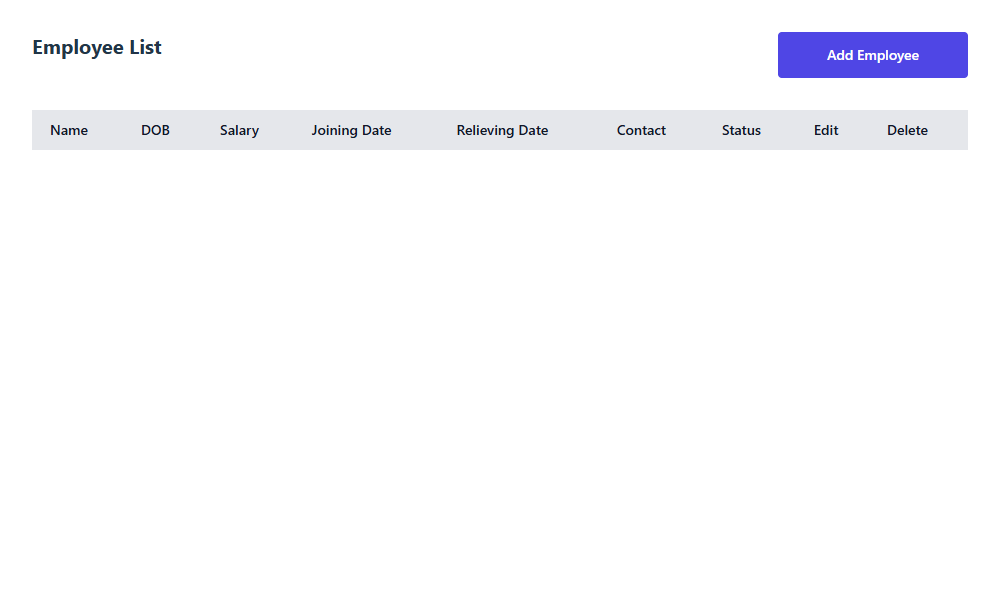 Employee List
Add Employee
Name DOB Salary Joining Date Relieving Date Contact Status Edit Delete